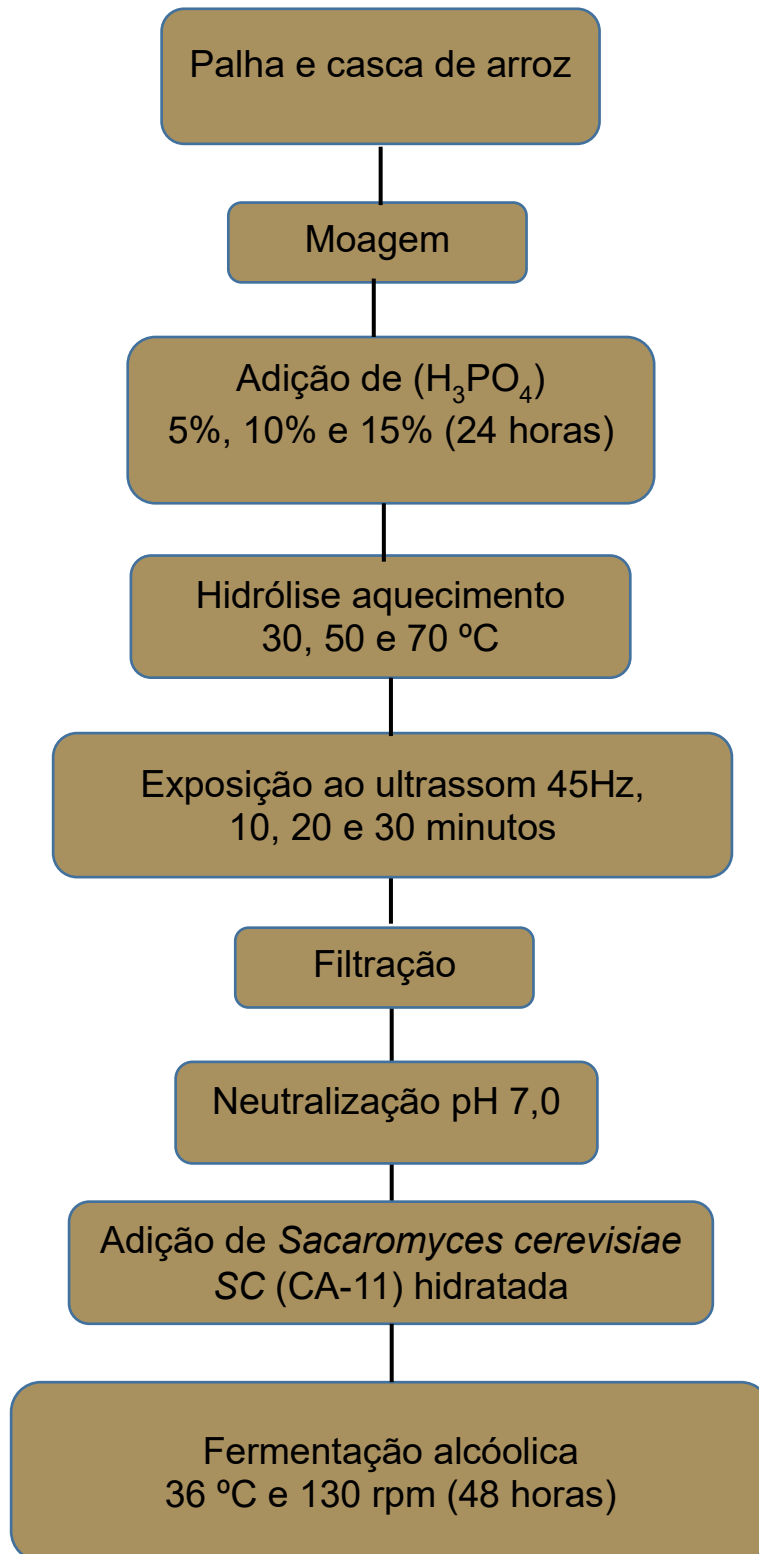 Palha e casca de arroz
Moagem
Adição de (H₃PO₄)
5%, 10% e 15% (24 horas)
Hidrólise aquecimento
30, 50 e 70 ºC
Exposição ao ultrassom 45Hz,
10, 20 e 30 minutos
Filtração
Neutralização pH 7,0
Adição de Sacaromyces cerevisiae
SC (CA-11) hidratada
Fermentação alcóolica
36 ºC e 130 rpm (48 horas)